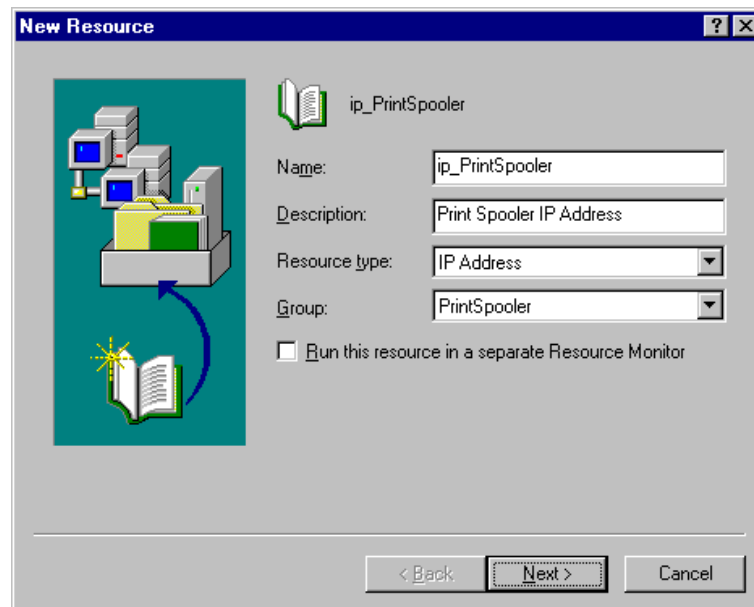 New Resource
ip_PrintSpooler
Name: ip_PrintSpooler
Description: Print Spooler IP Address
Resource type: IP Address
Group: PrintSpooler
Run this resource in a separate Resource Monitor
< Back Next > Cancel